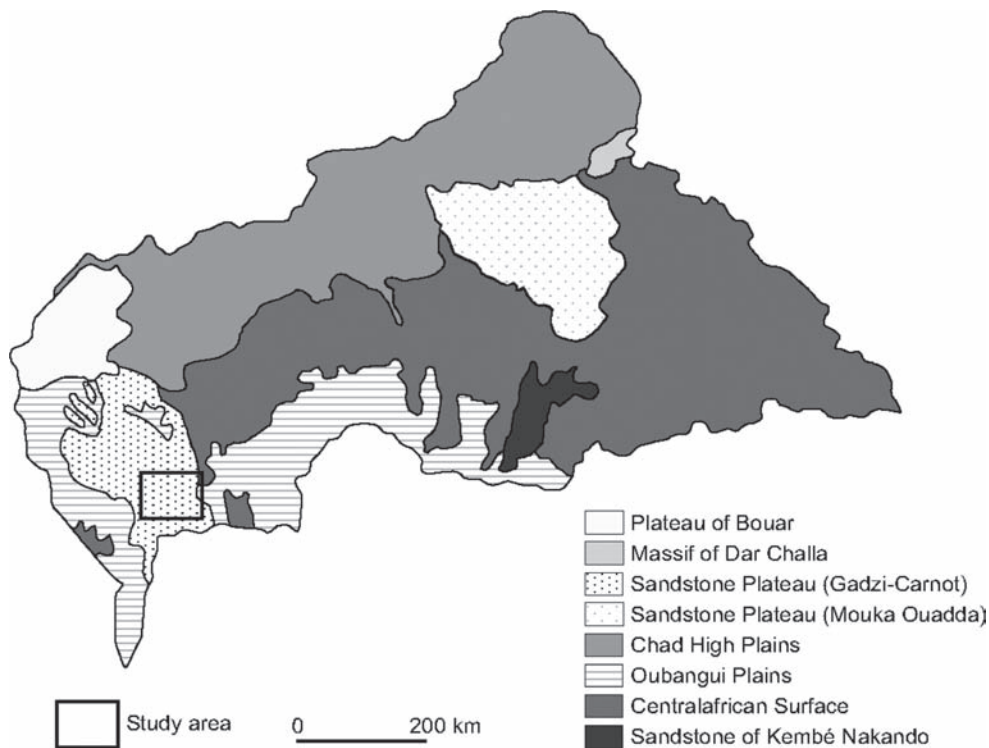 Plateau of Bouar
Massif of Dar Challa
Sandstone Plateau (Gadzi-Carnot)
Sandstone Plateau (Mouka Ouadda)
Chad High Plains
Oubangui Plains
Centralafrican Surface
Sandstone of Kembé Nakando
Study area
0 200 km